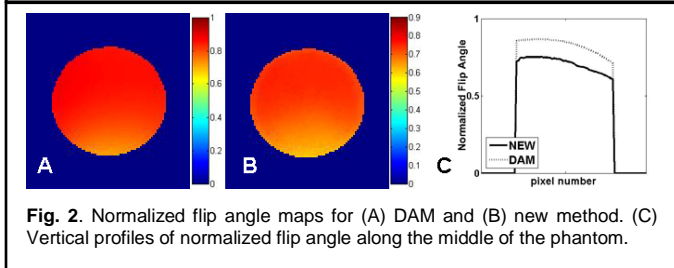 1
0.8
0.6
0.4
0.2
0
A
0.9
0.8
0.7
0.6
0.5
0.4
0.3
0.2
0.1
0
B
1
0.5
0
Normalized Flip Angle
NEW
DAM
pixel number
C
Fig. 2. Normalized flip angle maps for (A) DAM and (B) new method. (C)
Vertical profiles of normalized flip angle along the middle of the phantom.